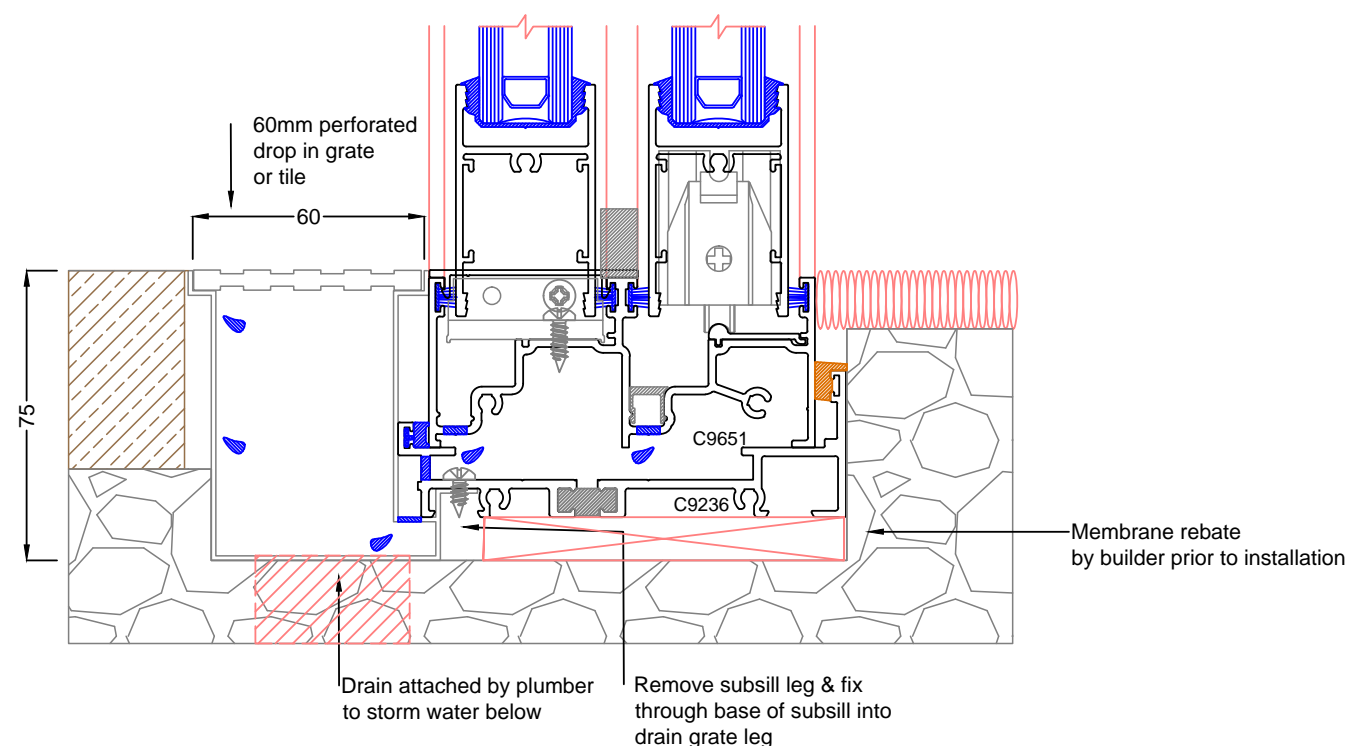 60mm perforated
drop in grate
or tile
60
75
C9651
C9236
Membrane rebate
by builder prior to installation
Drain attached by plumber
to storm water below
Remove subsill leg & fix
through base of subsill into
drain grate leg